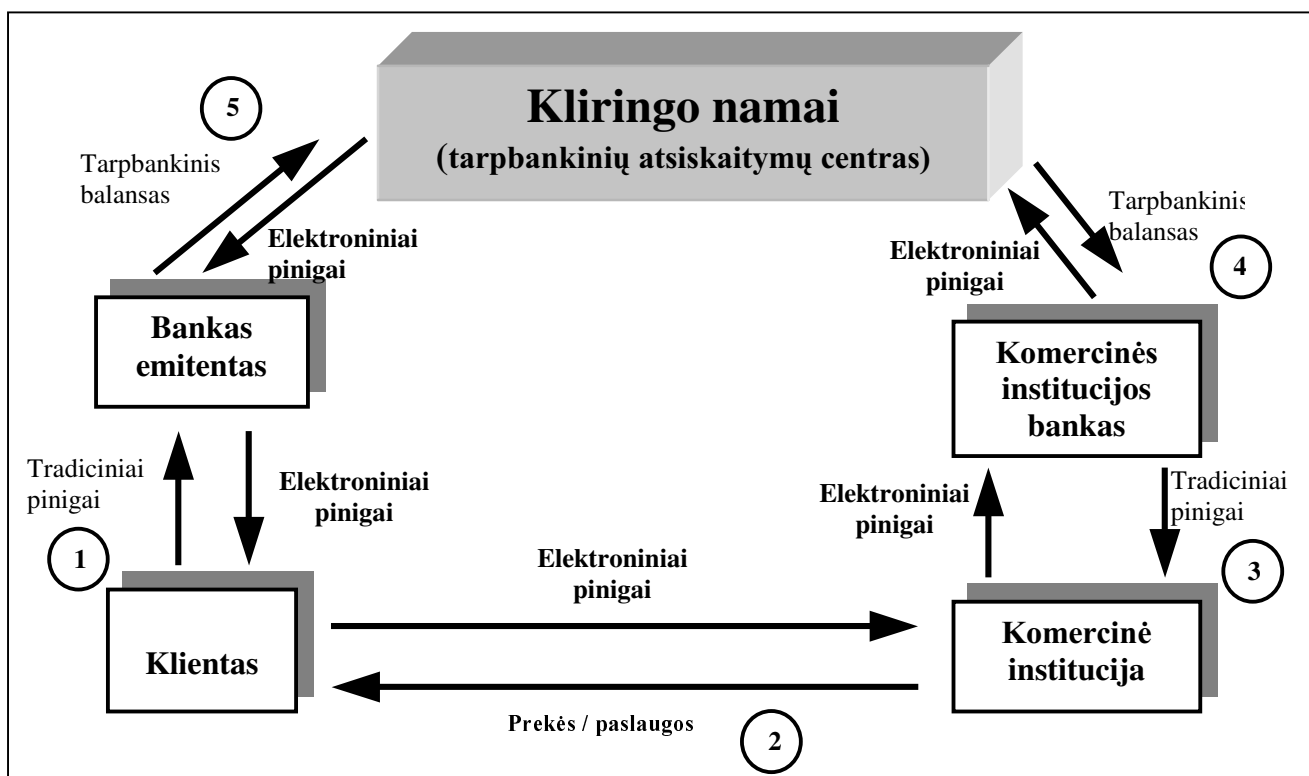 Kliringo namai
(tarpbankinių atsiskaitymų centras)
5
Tarpbankinis
balansas
Elektroniniai
pinigai
Tarpbankinis
balansas
4
Elektroniniai
pinigai
Bankas
emitentas
Komercinės
institucijos
bankas
Tradiciniai
pinigai
1
Elektroniniai
pinigai
Elektroniniai
pinigai
Tradiciniai
pinigai
3
Elektroniniai
pinigai
Klientas
Komercinė
institucija
Prekės / paslaugos
2